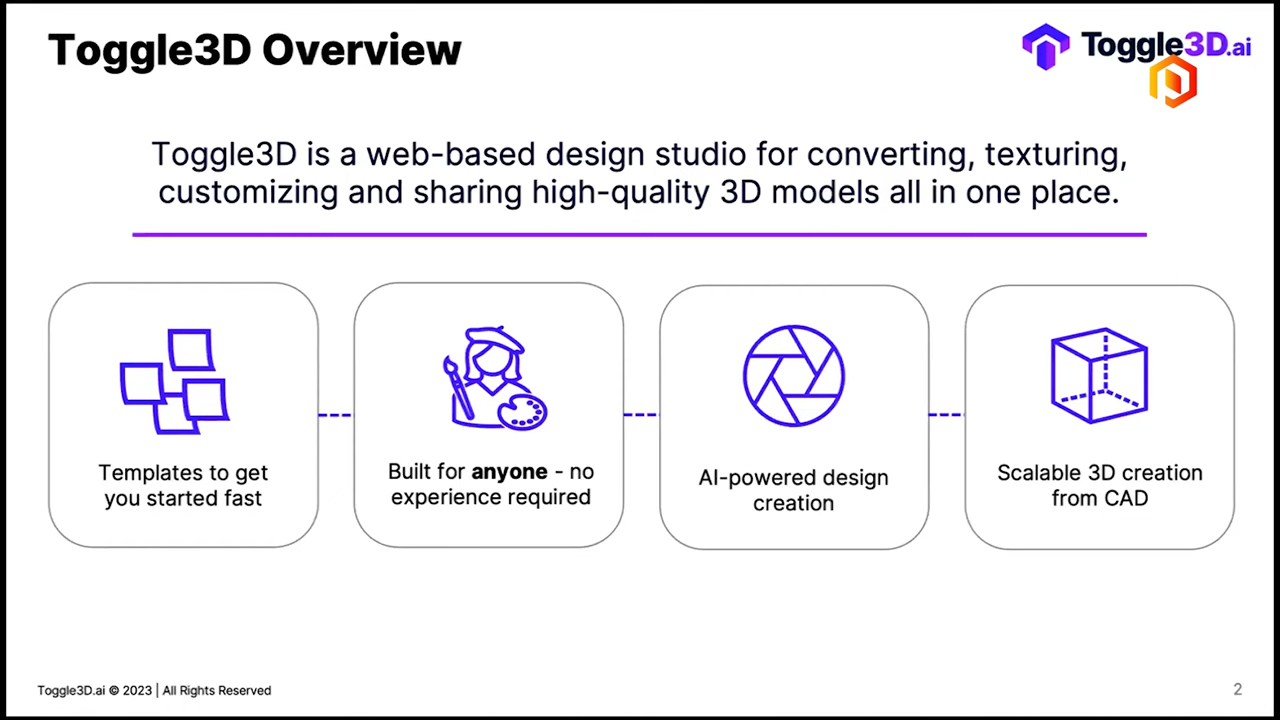 Toggle3D Overview
Toggle3D.ai
Toggle3D is a web-based design studio for converting, texturing,
customizing and sharing high-quality 3D models all in one place.
Templates to get
you started fast
Built for anyone - no
experience required
AI-powered design
creation
Scalable 3D creation
from CAD
Toggle3D.ai © 2023 | All Rights Reserved
2